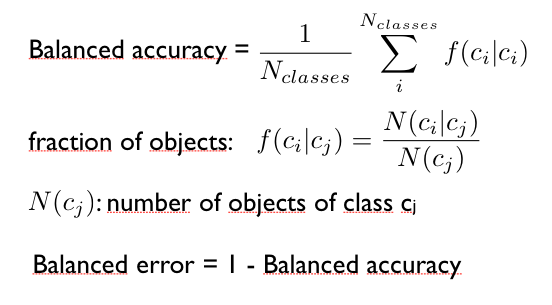 Balanced accuracy = \frac{1}{N_{classes}} \sum_{i}^{N_{classes}} f(c_i|c_i)
fraction of objects: f(c_i|c_j) = \frac{N(c_i|c_j)}{N(c_j)}
N(c_j): number of objects of class c_j
Balanced error = 1 - Balanced accuracy